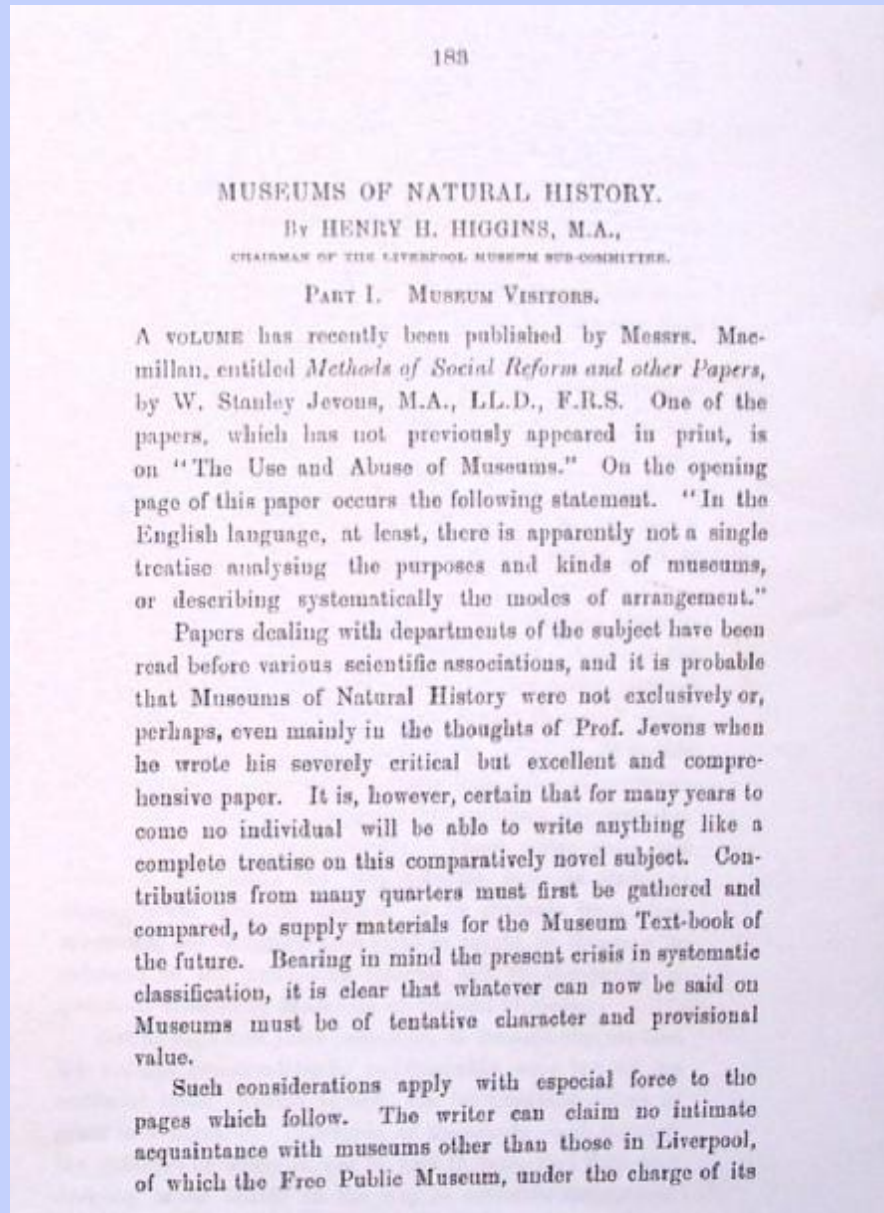 183
MUSEUMS OF NATURAL HISTORY.
By HENRY H. HIGGINS, M.A.,
CHAIRMAN OF THE LIVERPOOL MUSEUM SUB-COMMITTEE.
PART I. MUSEUM VISITORS.
A VOLUME has recently been published by Messrs. Mac-
millan, entitled Methods of Social Reform and other Papers,
by W. Stanley Jevons, M.A., LL.D., F.R.S. One of the
papers, which has not previously appeared in print, is
on "The Use and Abuse of Museums." On the opening
page of this paper occurs the following statement. "In the
English language, at least, there is apparently not a single
treatise analysing the purposes and kinds of museums,
or describing systematically the modes of arrangement."
Papers dealing with departments of the subject have been
read before various scientific associations, and it is probable
that Museums of Natural History were not exclusively or,
perhaps, even mainly in the thoughts of Prof. Jevons when
he wrote his severely critical but excellent and compre-
hensive paper. It is, however, certain that for many years to
come no individual will be able to write anything like a
complete treatise on this comparatively novel subject. Con-
tributions from many quarters must first be gathered and
compared, to supply materials for the Museum Text-book of
the future. Bearing in mind the present crisis in systematic
classification, it is clear that whatever can now be said on
Museums must be of tentative character and provisional
value.
Such considerations apply with especial force to the
pages which follow. The writer can claim no intimate
acquaintance with museums other than those in Liverpool,
of which the Free Public Museum, under the charge of its